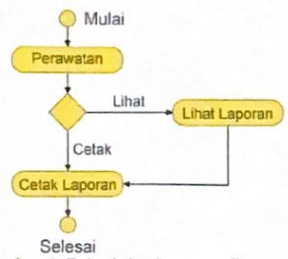 Mulai
Perawatan
Lihat
Lihat Laporan
Cetak
Cetak Laporan
Selesai